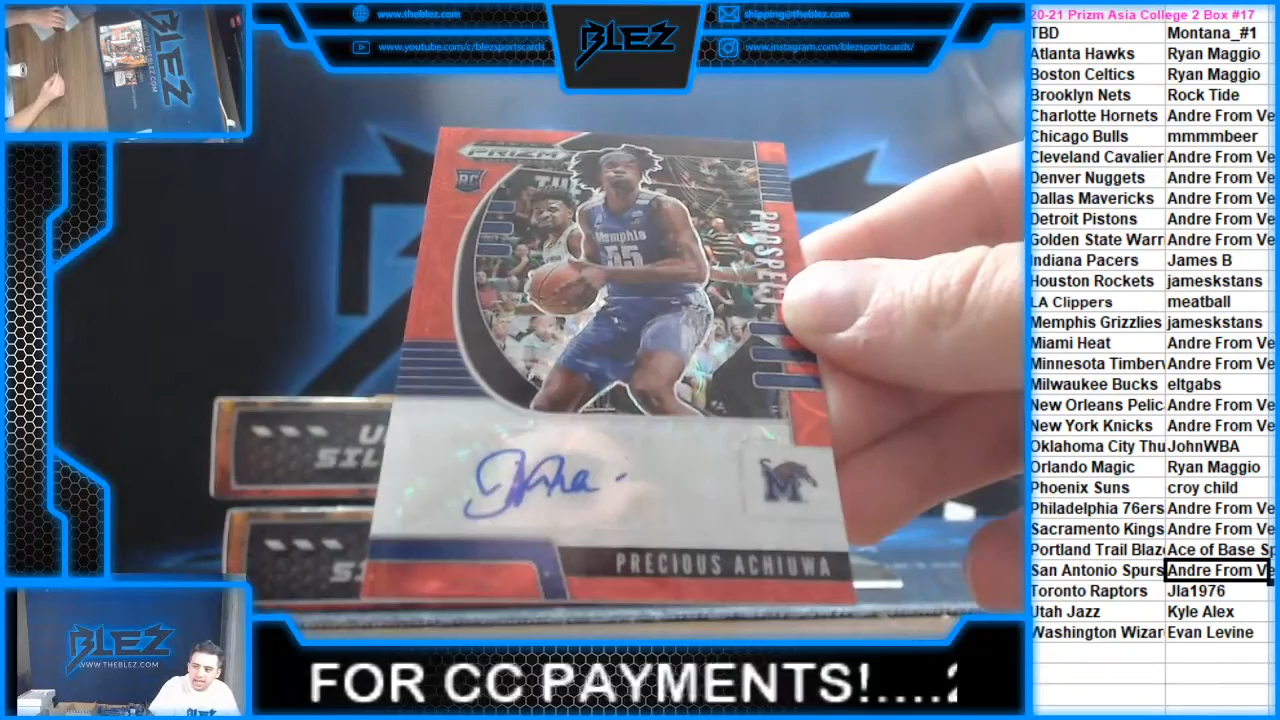 www.theblez.com
www.youtube.com/c/blezsportscards
BLEZ
shipping@theblez.com
www.instagram.com/blezsportscards/
PRIZM
RC
Memphis
55
PROSPECT
M
PRECIOUS ACHIUWA
BLEZ
WWW.THEBLEZ.COM
FOR CC PAYMENTS!....2
20-21 Prizm Asia College 2 Box #17
TBD Montana_#1
Atlanta Hawks Ryan Maggio
Boston Celtics Ryan Maggio
Brooklyn Nets Rock Tide
Charlotte Hornets Andre From Ve
Chicago Bulls mmmmbeer
Cleveland Cavalier Andre From Ve
Denver Nuggets Andre From Ve
Dallas Mavericks Andre From Ve
Detroit Pistons Andre From Ve
Golden State Warr Andre From Ve
Indiana Pacers James B
Houston Rockets jameskstans
LA Clippers meatball
Memphis Grizzlies jameskstans
Miami Heat Andre From Ve
Minnesota Timberv Andre From Ve
Milwaukee Bucks eltgabs
New Orleans Pelic Andre From Ve
New York Knicks Andre From Ve
Oklahoma City Thu JohnWBA
Orlando Magic Ryan Maggio
Phoenix Suns croy child
Philadelphia 76ers Andre From Ve
Sacramento Kings Andre From Ve
Portland Trail Blaze Ace of Base Sp
San Antonio Spurs Andre From Ve
Toronto Raptors Jla1976
Utah Jazz Kyle Alex
Washington Wizar Evan Levine